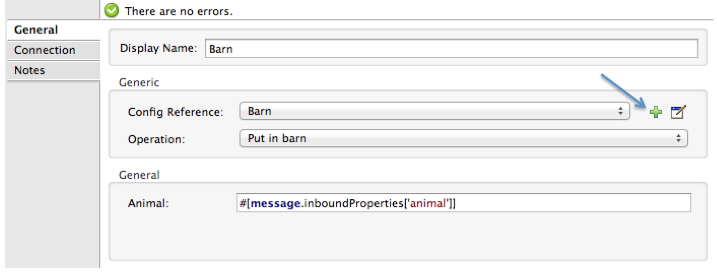 There are no errors.
General
Connection
Notes
Display Name: Barn
Generic
Config Reference: Barn
Operation: Put in barn
General
Animal: #[message.inboundProperties['animal']]